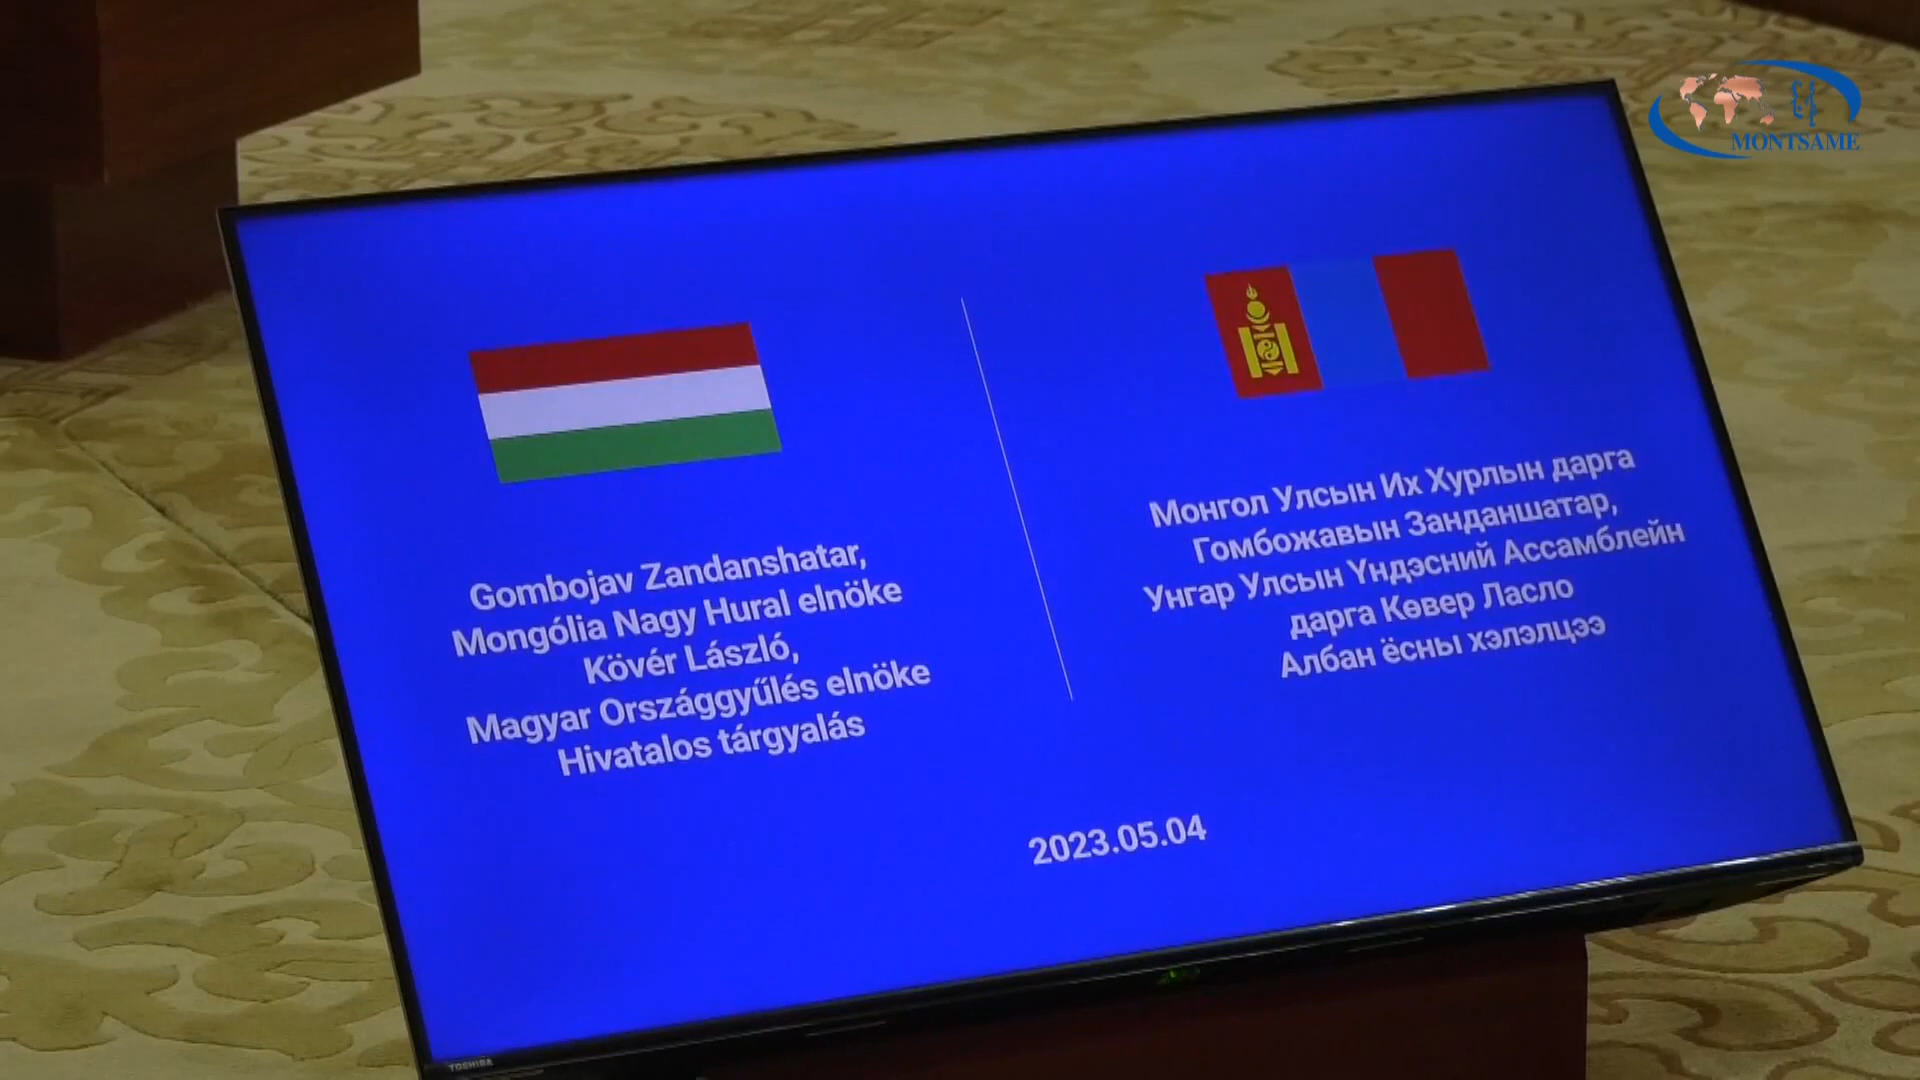 MONTSAME
Gombojav Zandanshatar,
Mongólia Nagy Hural elnöke
Kövér László,
Magyar Országgyűlés elnöke
Hivatalos tárgyalás
Монгол Улсын Их Хурлын дарга
Гомбожавын Занданшатар,
Унгар Улсын Үндэсний Ассамблейн
дарга Көвер Ласло
Албан ёсны хэлэлцээ
2023.05.04
TOSHIBA